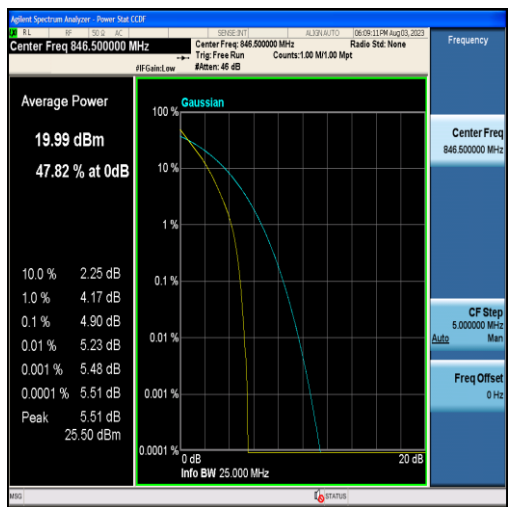 Agilent Spectrum Analyzer - Power Stat CCDF
RL RF 50 Ω AC SENSE:INT ALIGN AUTO 06:09:11 PM Aug 03, 2023
Center Freq 846.500000 MHz Center Freq: 846.500000 MHz Radio Std: None
Trig: Free Run Counts:1.00 M/1.00 Mpt
#IFGain:Low #Atten: 46 dB
Frequency
Average Power
19.99 dBm
47.82 % at 0dB
10.0 % 2.25 dB
1.0 % 4.17 dB
0.1 % 4.90 dB
0.01 % 5.23 dB
0.001 % 5.48 dB
0.0001 % 5.51 dB
Peak 5.51 dB
25.50 dBm
Gaussian
100 %
10 %
1 %
0.1 %
0.01 %
0.001 %
0.0001 %
0 dB 20 dB
Info BW 25.000 MHz
Center Freq
846.500000 MHz
CF Step
5.000000 MHz
Auto Man
Freq Offset
0 Hz
MSG STATUS